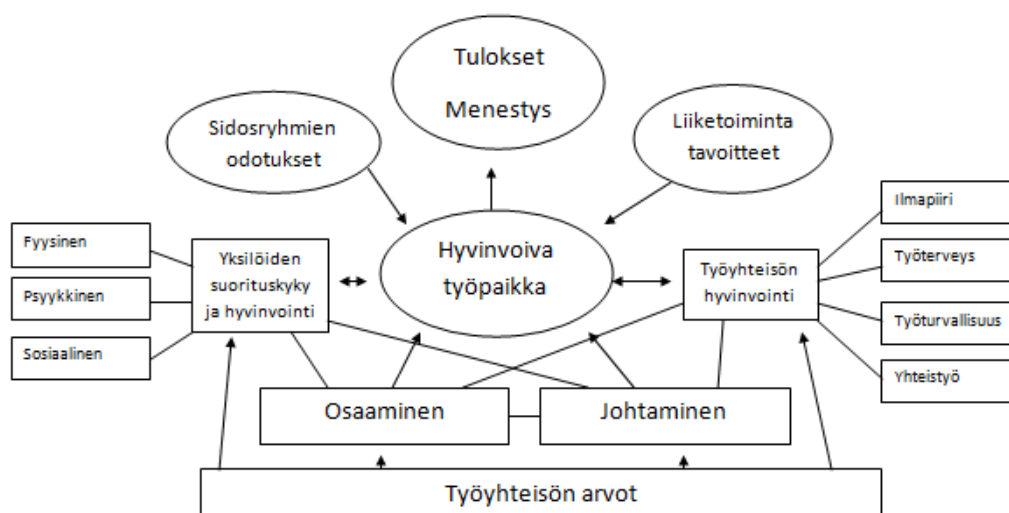 Tulokset
Menestys
Sidosryhmien
odotukset
Liiketoiminta
tavoitteet
Hyvinvoiva
työpaikka
Fyysinen
Psyykkinen
Sosiaalinen
Yksilöiden
suorituskyky
ja hyvinvointi
Työyhteisön
hyvinvointi
Ilmapiiri
Työterveys
Työturvallisuus
Yhteistyö
Osaaminen
Johtaminen
Työyhteisön arvot